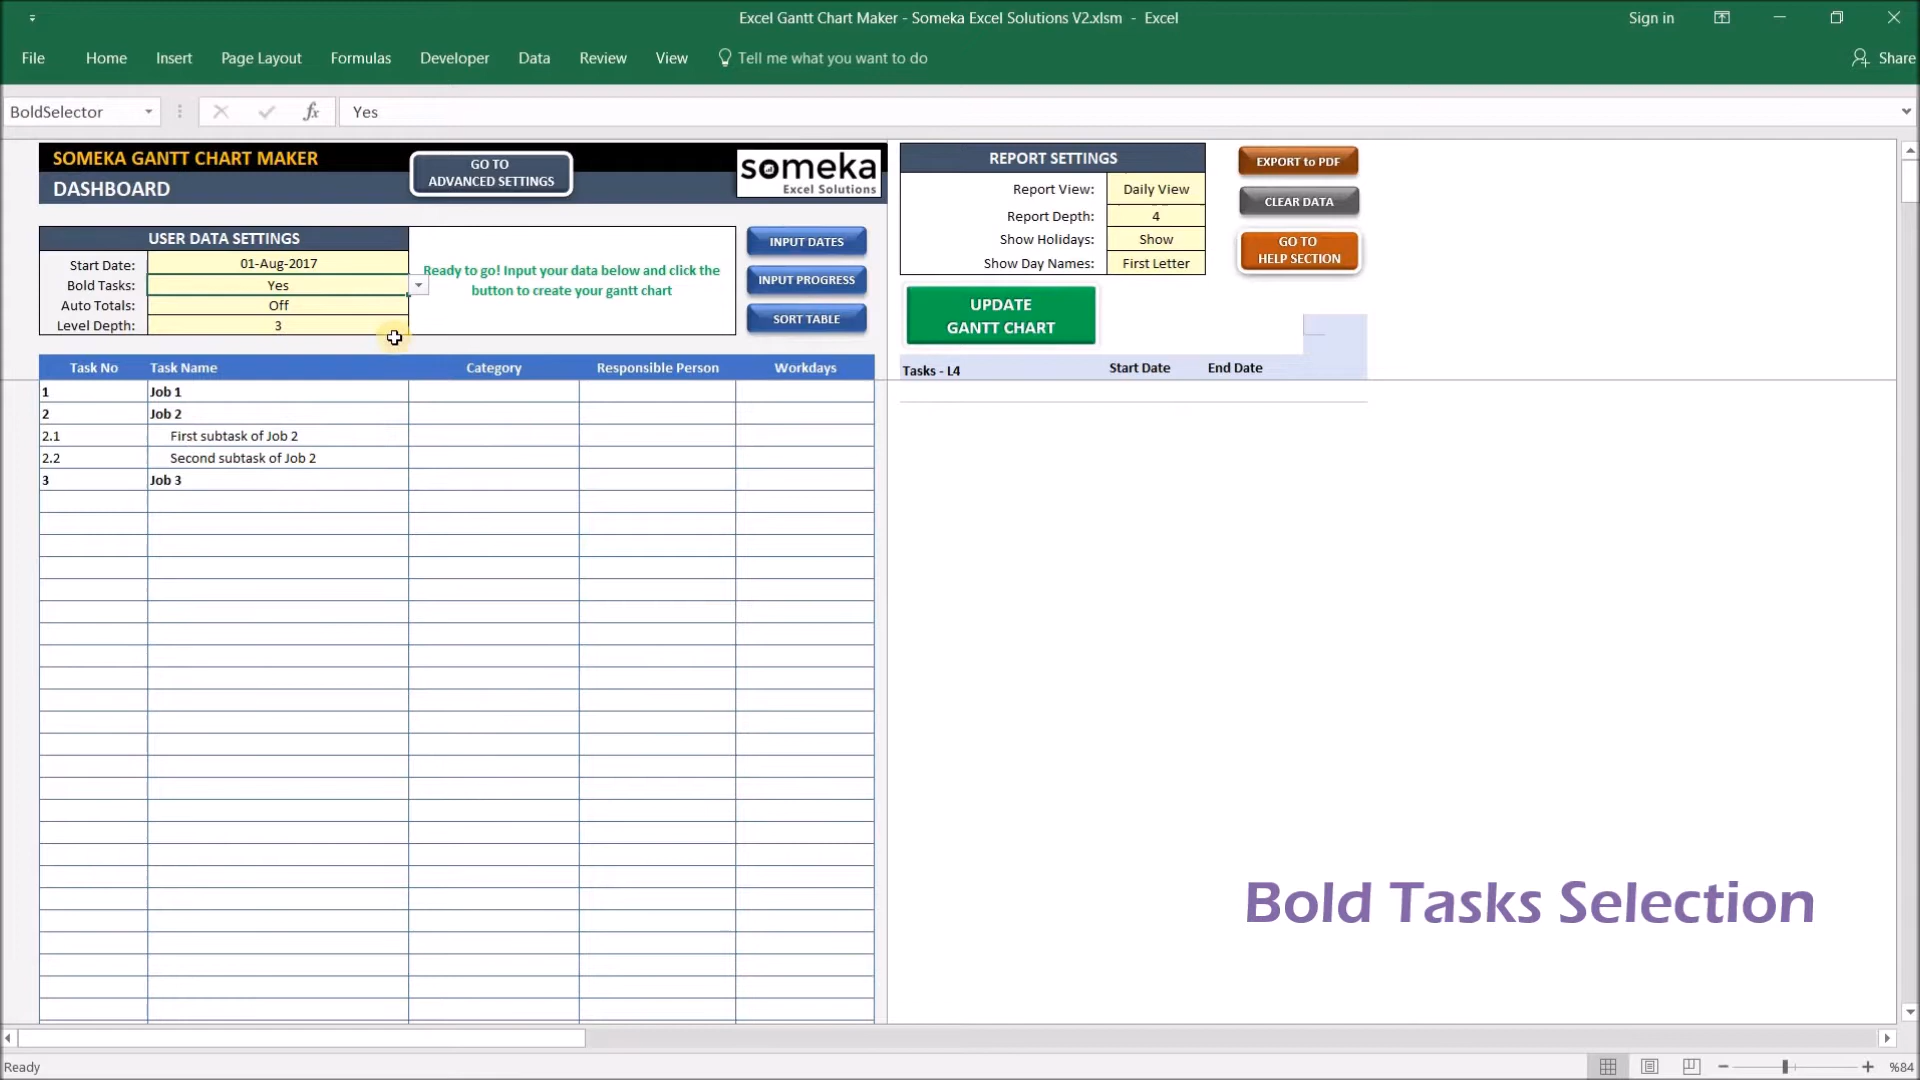 Excel Gantt Chart Maker - Someka Excel Solutions V2.xlsm - Excel
Sign in
File Home Insert Page Layout Formulas Developer Data Review View Tell me what you want to do
Share
BoldSelector fx Yes
SOMEKA GANTT CHART MAKER
DASHBOARD
GO TO
ADVANCED SETTINGS
someka
Excel Solutions
USER DATA SETTINGS
Start Date: 01-Aug-2017
Bold Tasks: Yes
Auto Totals: Off
Level Depth: 3
Ready to go! Input your data below and click the
button to create your gantt chart
INPUT DATES
INPUT PROGRESS
SORT TABLE
REPORT SETTINGS
Report View: Daily View
Report Depth: 4
Show Holidays: Show
Show Day Names: First Letter
EXPORT to PDF
CLEAR DATA
GO TO
HELP SECTION
UPDATE
GANTT CHART
Task No Task Name Category Responsible Person Workdays
Tasks - L4 Start Date End Date
1 Job 1
2 Job 2
2.1 First subtask of Job 2
2.2 Second subtask of Job 2
3 Job 3
Bold Tasks Selection
Ready
%84